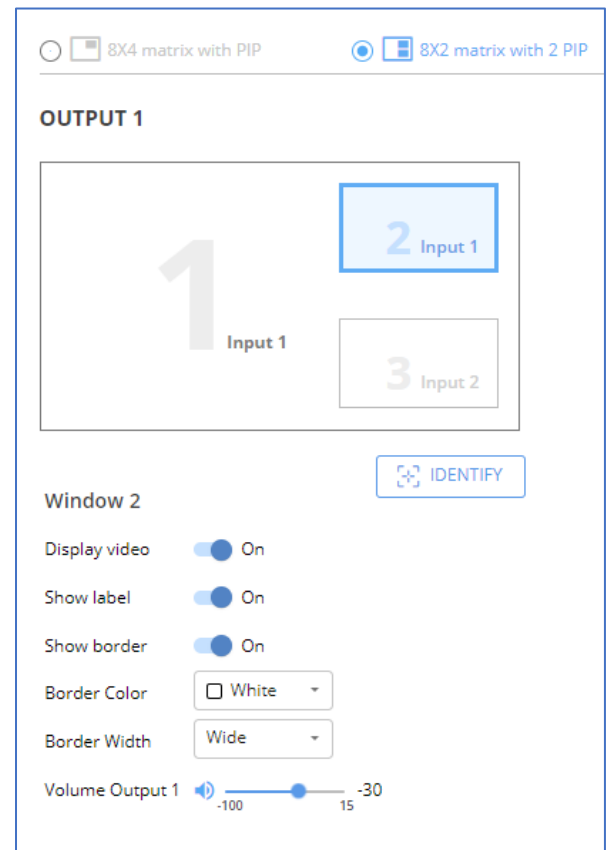 8X4 matrix with PIP 8X2 matrix with 2 PIP
OUTPUT 1
2 Input 1
1 Input 1
3 Input 2
IDENTIFY
Window 2
Display video On
Show label On
Show border On
Border Color White
Border Width Wide
Volume Output 1 -30
-100 15